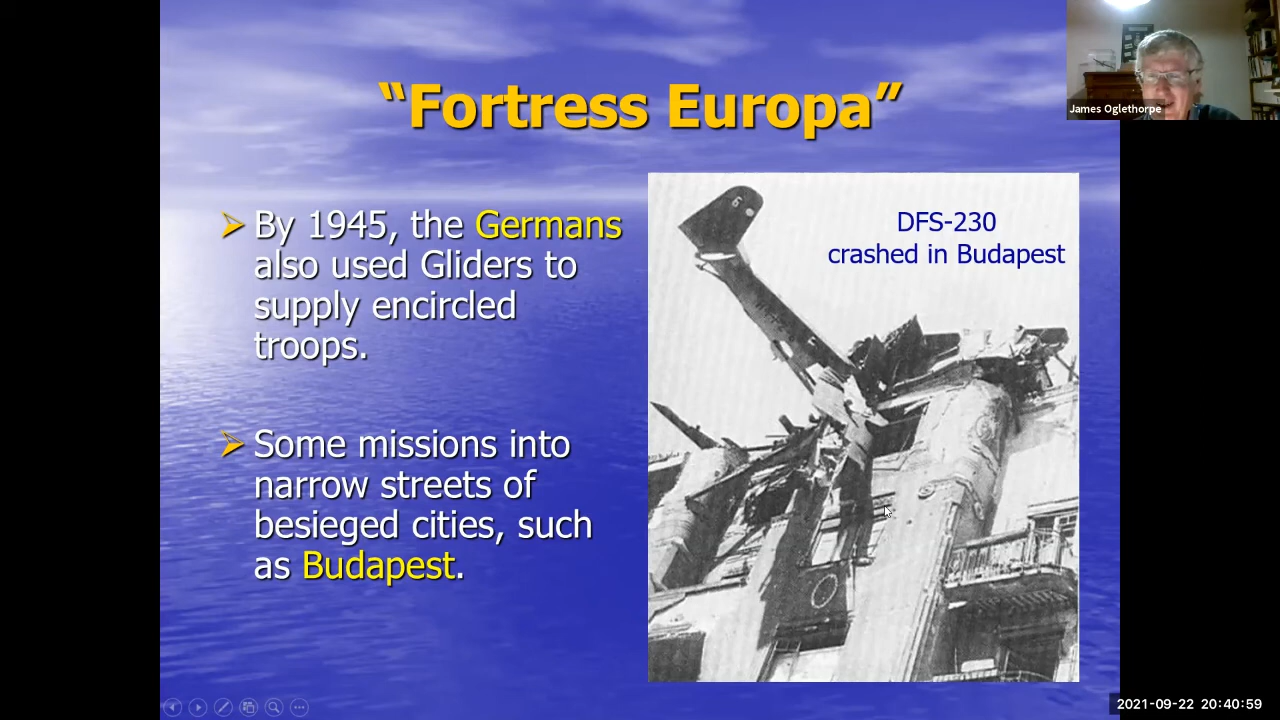 “Fortress Europa”
James Oglethorpe
By 1945, the Germans
also used Gliders to
supply encircled
troops.
Some missions into
narrow streets of
besieged cities, such
as Budapest.
DFS-230
crashed in Budapest
6
2021-09-22 20:40:59